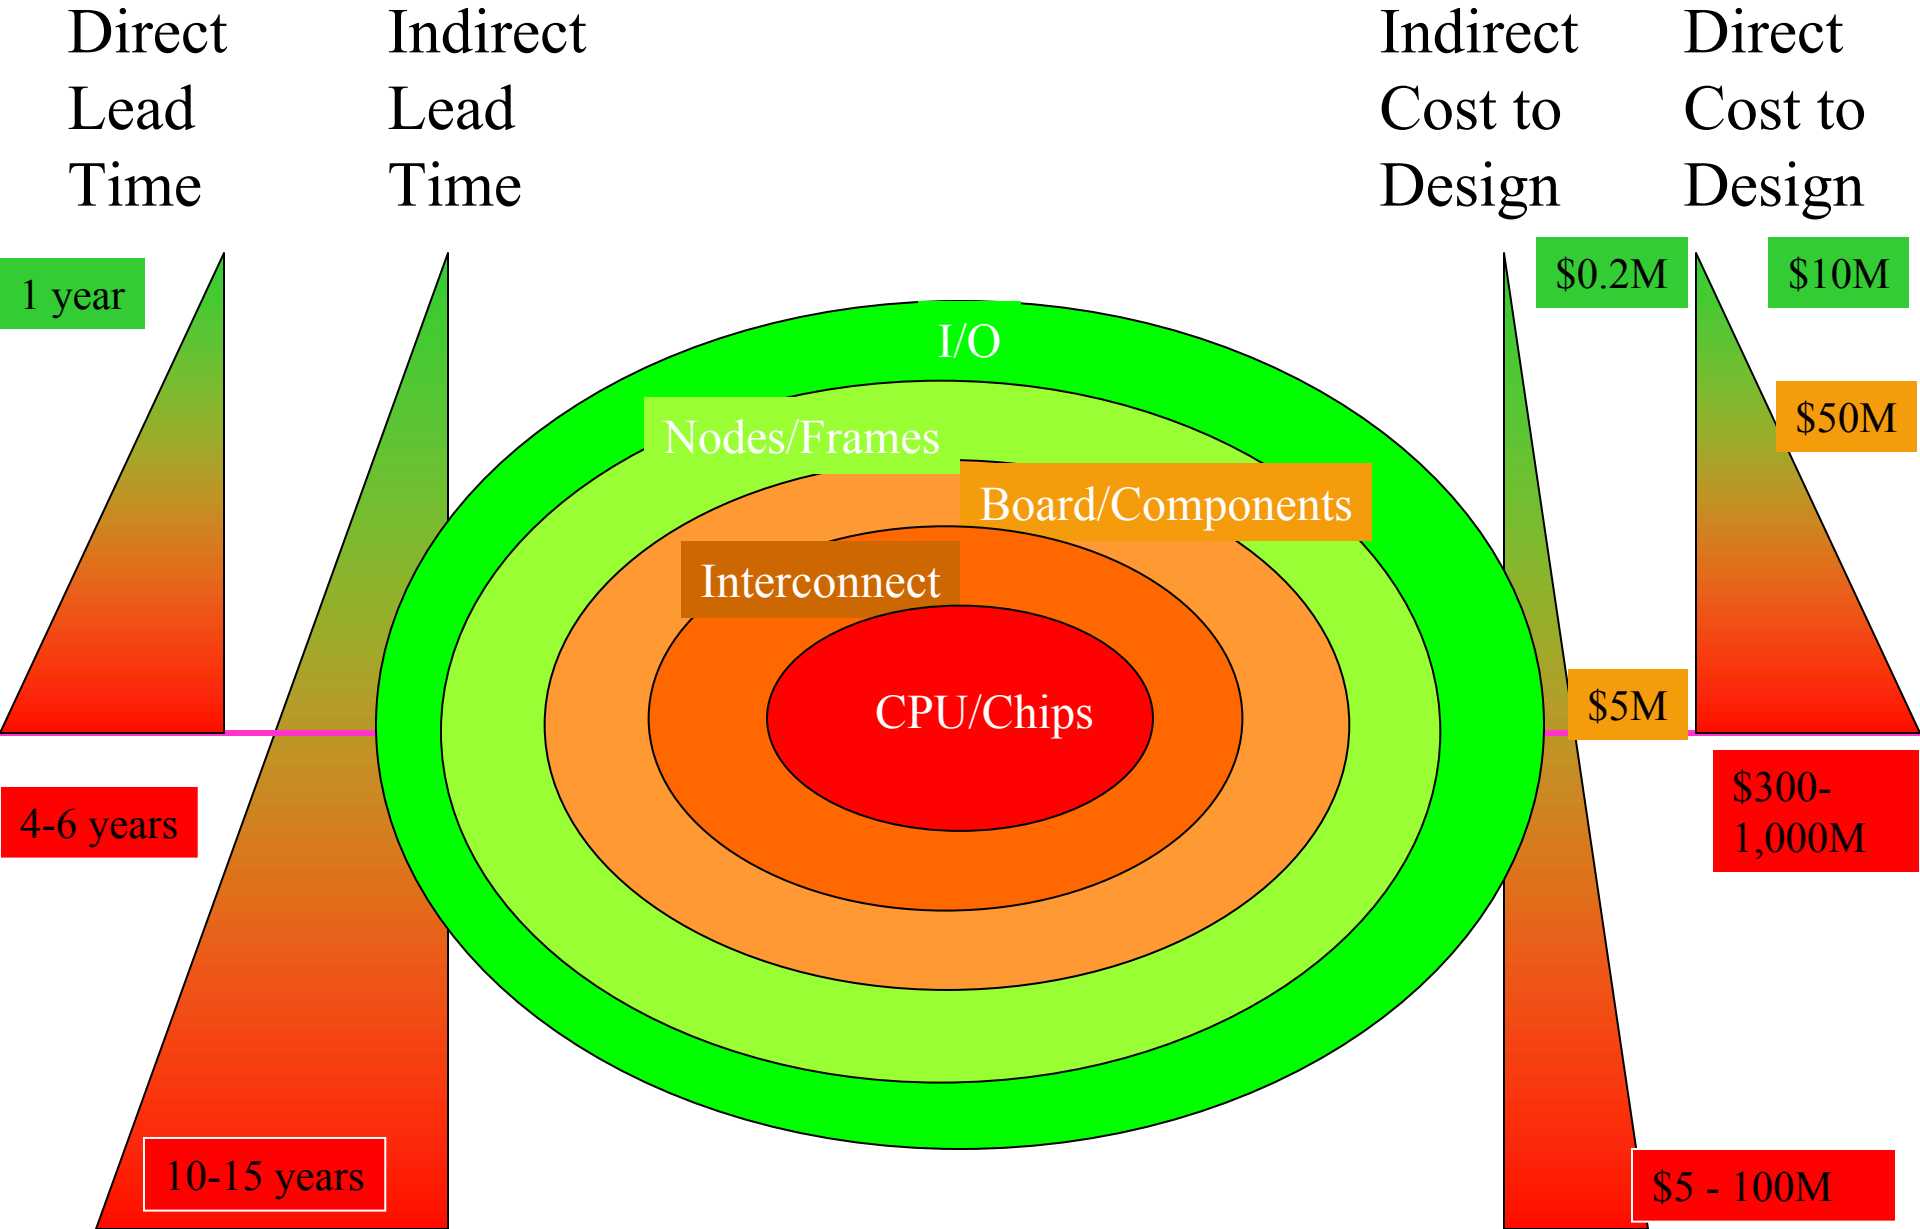 Direct
Lead
Time
Indirect
Lead
Time
Indirect
Cost to
Design
Direct
Cost to
Design
1 year
$0.2M
$10M
I/O
$50M
Nodes/Frames
Board/Components
Interconnect
CPU/Chips
$5M
4-6 years
$300-
1,000M
10-15 years
$5 - 100M